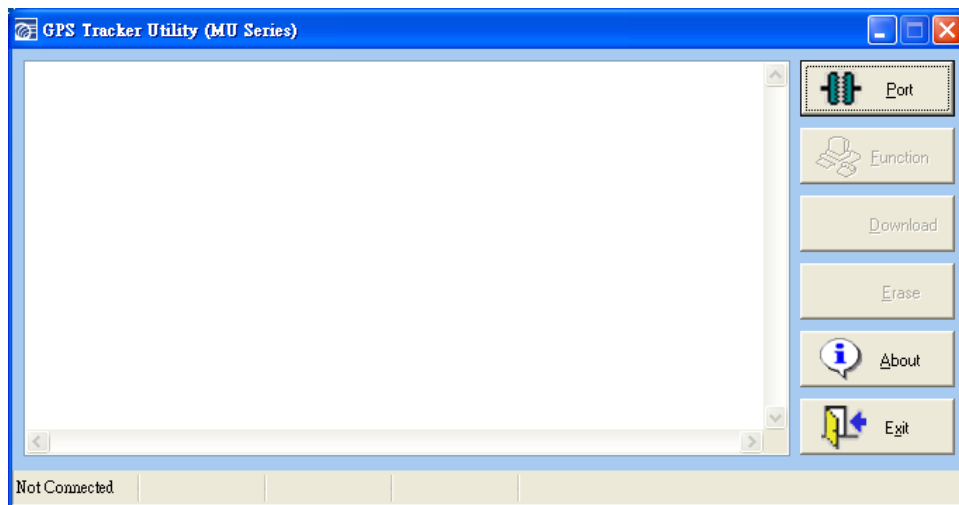 GPS Tracker Utility (MU Series)
Port
Function
Download
Erase
About
Exit
Not Connected